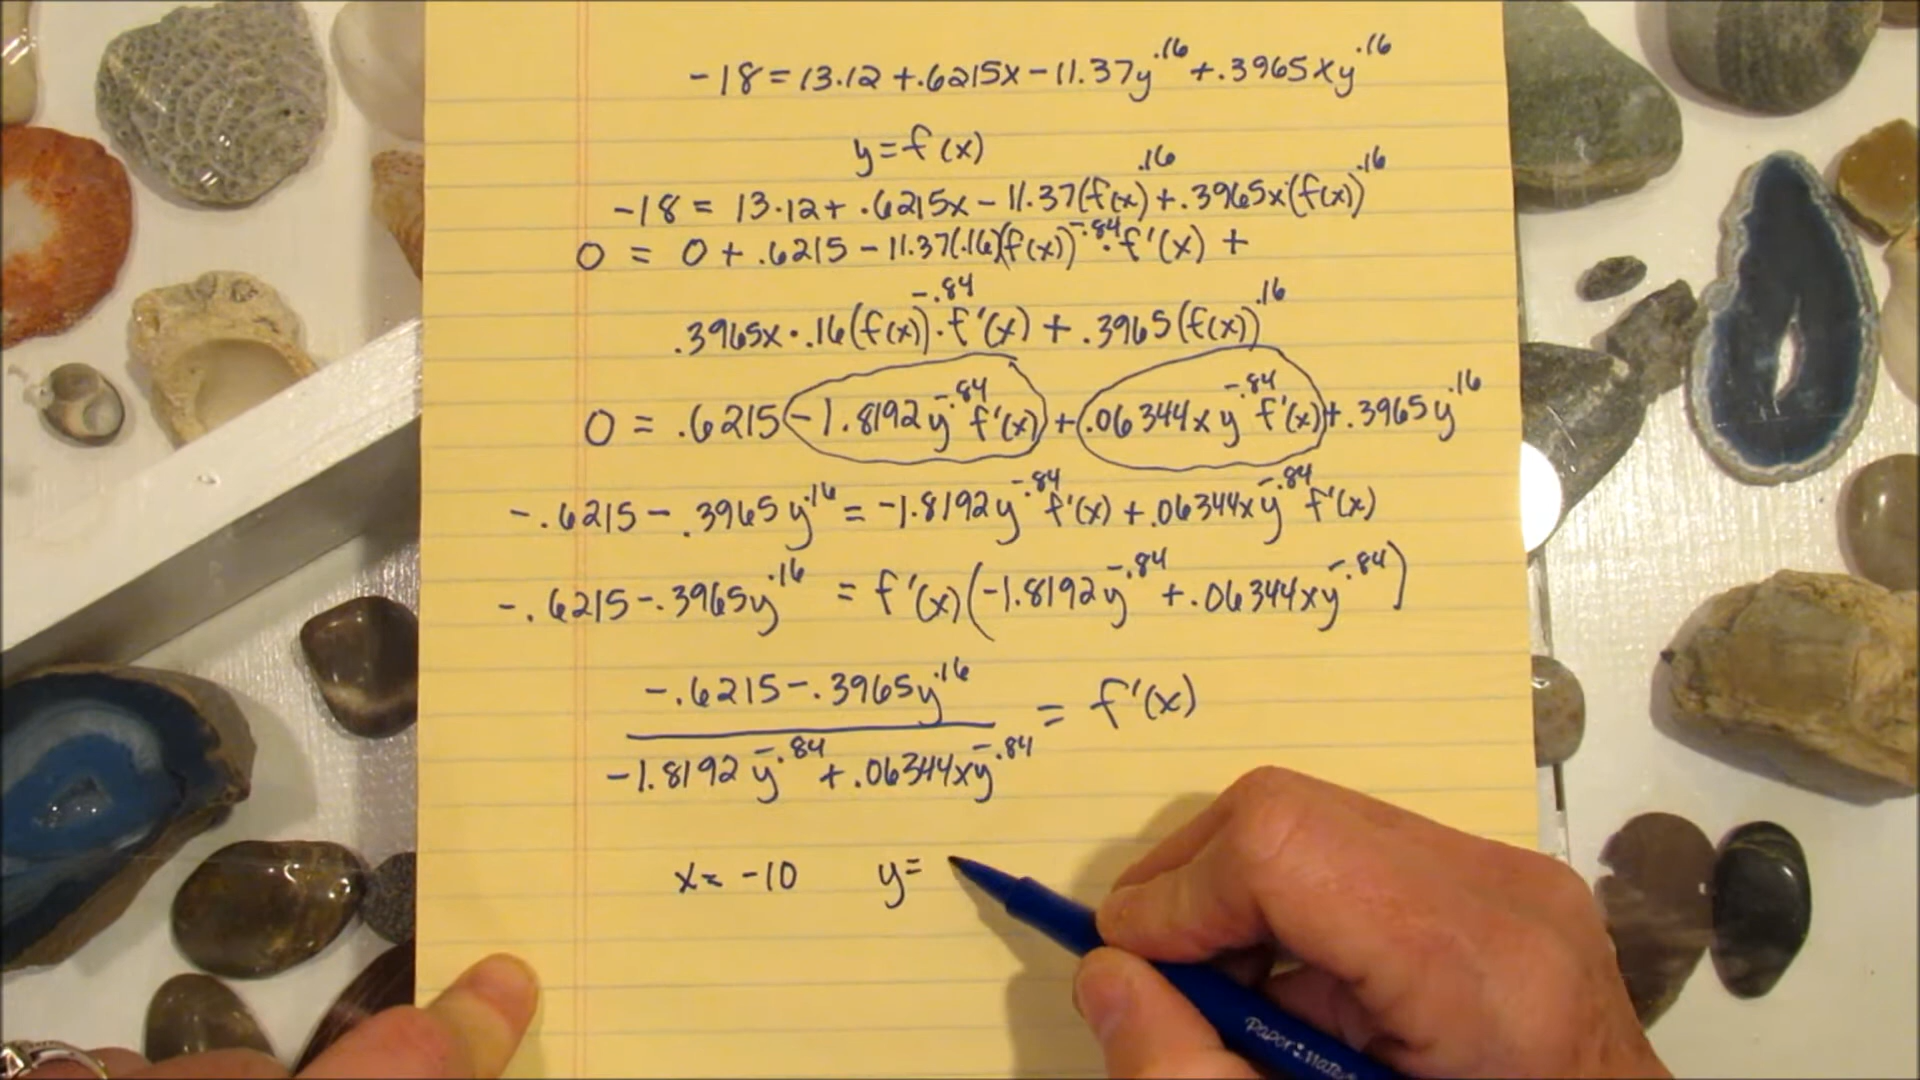 -18 = 13.12 + .6215x - 11.37y^.16 + .3965xy^.16
y = f(x)
-18 = 13.12 + .6215x - 11.37(f(x))^.16 + .3965x(f(x))^.16
0 = 0 + .6215 - 11.37(.16)(f(x))^-.84 · f'(x) +
.3965x · .16(f(x))^-.84 · f'(x) + .3965(f(x))^.16
0 = .6215 - 1.8192y^-.84 f'(x) + .06344xy^-.84 f'(x) + .3965y^.16
-.6215 - .3965y^.16 = -1.8192y^-.84 f'(x) + .06344xy^-.84 f'(x)
-.6215 - .3965y^.16 = f'(x)(-1.8192y^-.84 + .06344xy^-.84)
-.6215 - .3965y^.16
= f'(x)
-1.8192y^-.84 + .06344xy^-.84
x = -10 y =
Paper:Mate